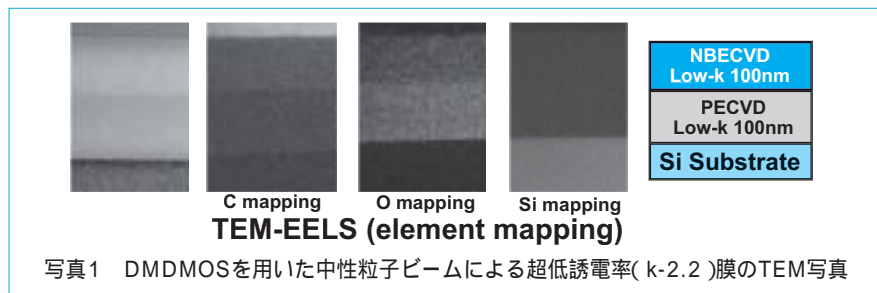 NBECVD
Low-k 100nm
PECVD
Low-k 100nm
Si Substrate
C mapping O mapping Si mapping
TEM-EELS (element mapping)
写真1 DMDMOSを用いた中性粒子ビームによる超低誘電率( k-2.2 )膜のTEM写真